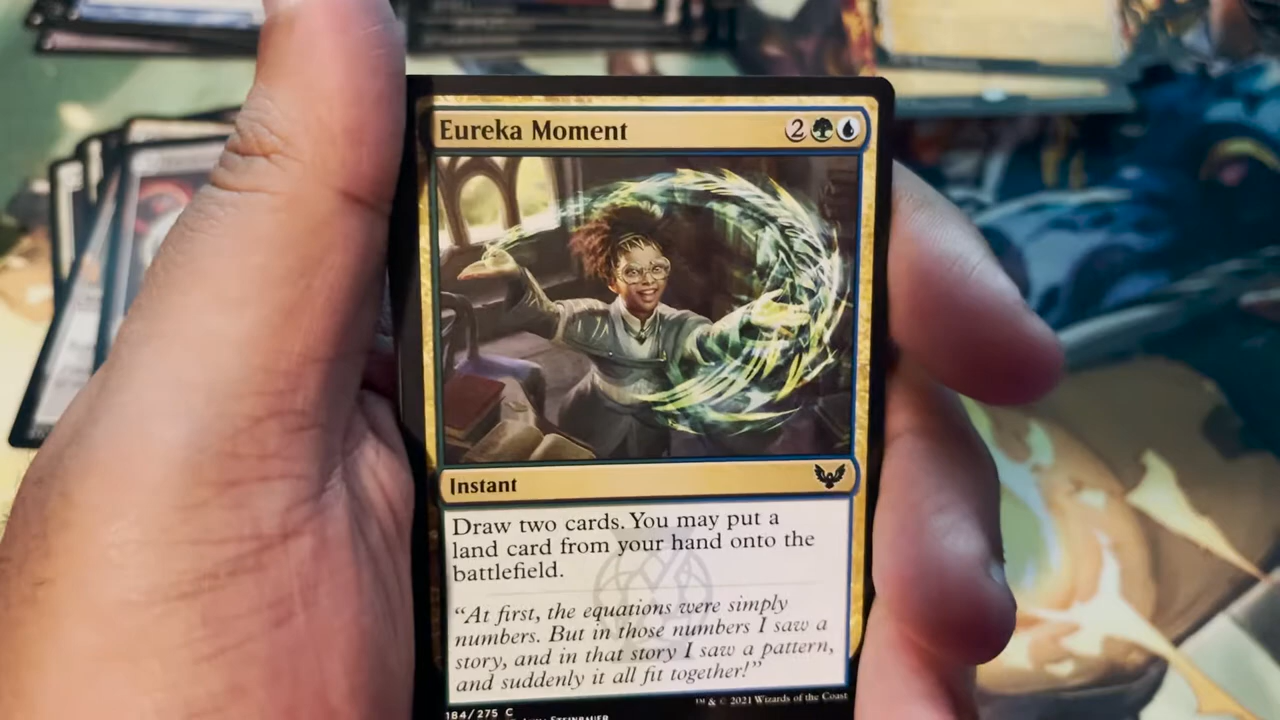 Eureka Moment 2
Instant
Draw two cards. You may put a
land card from your hand onto the
battlefield.
“At first, the equations were simply
numbers. But in those numbers I saw a
story, and in that story I saw a pattern,
and suddenly it all fit together!”
184/275 C
™ & © 2021 Wizards of the Coast
Steinbauer